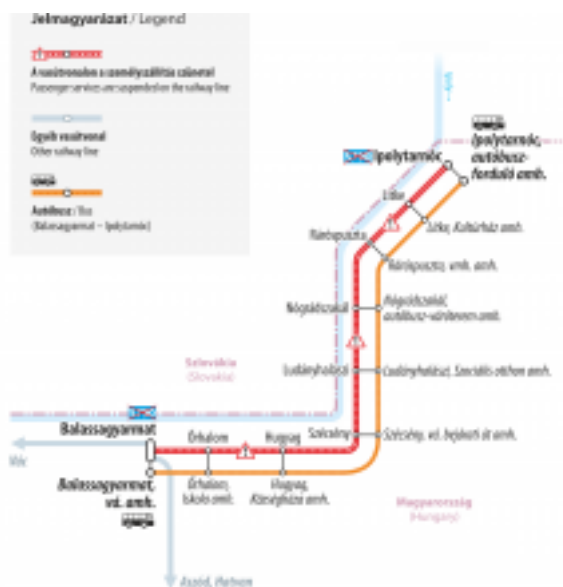 Jelmagyarázat / Legend
A vasútvonalon a személyszállítás szünetel
Passenger services are suspended on the railway line
Egyéb vasútvonal
Other railway line
Autóbusz / Bus
(Balassagyarmat – Ipolytarnóc)
Ipolytarnóc
Ipolytarnóc,
autóbusz-
forduló amh.
Litke
Litke, Kultúrház amh.
Ráróspuszta
Ráróspuszta, vmh. amh.
Nógrádszakál
Nógrádszakál,
autóbusz-váróterem amh.
Szlovákia
(Slovakia)
Ludányhalászi
Ludányhalászi, Szociális otthon amh.
Szécsény
Szécsény, vá. bejárati út amh.
Balassagyarmat
Őrhalom
Hugyag
Vác
Balassagyarmat,
vá. amh.
Őrhalom,
Iskola amh.
Hugyag,
Községháza amh.
Magyarország
(Hungary)
Aszód, Hatvan